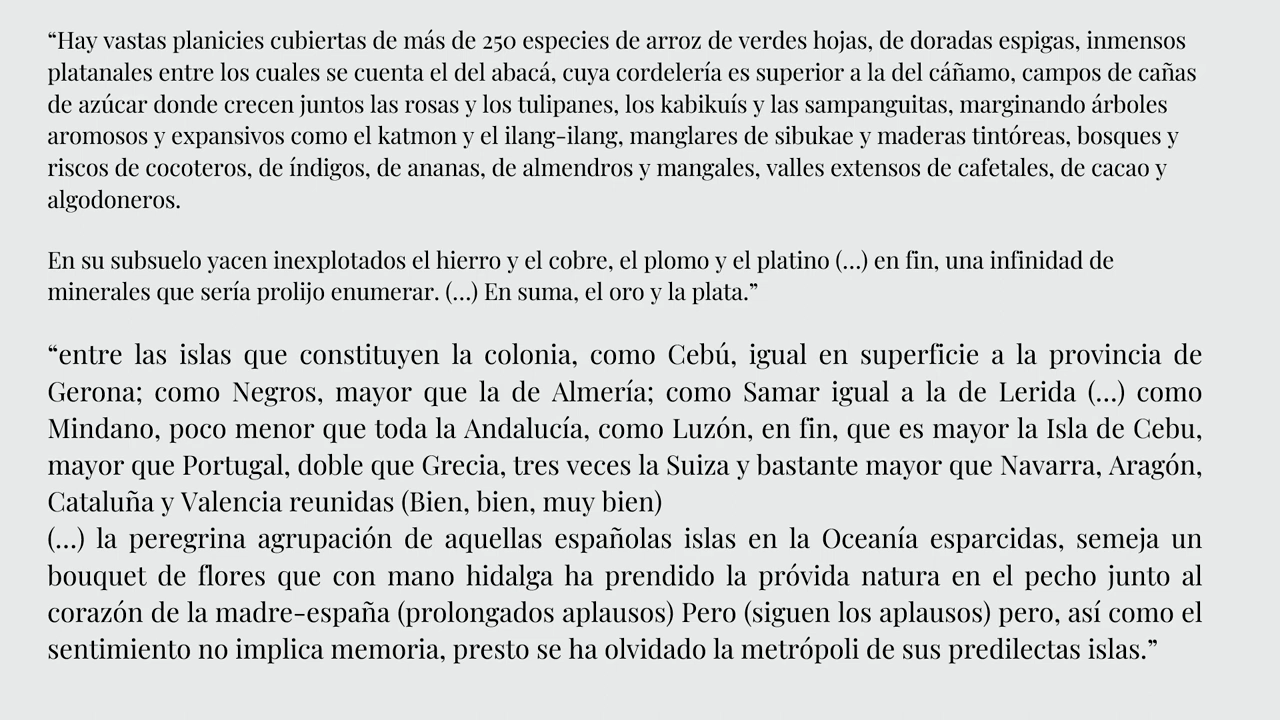 “Hay vastas planicies cubiertas de más de 250 especies de arroz de verdes hojas, de doradas espigas, inmensos
platanales entre los cuales se cuenta el del abacá, cuya cordelería es superior a la del cáñamo, campos de cañas
de azúcar donde crecen juntos las rosas y los tulipanes, los kabikuís y las sampanguitas, marginando árboles
aromosos y expansivos como el katmon y el ilang-ilang, manglares de sibukae y maderas tintóreas, bosques y
riscos de cocoteros, de índigos, de ananas, de almendros y mangales, valles extensos de cafetales, de cacao y
algodoneros.
En su subsuelo yacen inexplotados el hierro y el cobre, el plomo y el platino (...) en fin, una infinidad de
minerales que sería prolijo enumerar. (...) En suma, el oro y la plata.”
“entre las islas que constituyen la colonia, como Cebú, igual en superficie a la provincia de
Gerona; como Negros, mayor que la de Almería; como Samar igual a la de Lerida (...) como
Mindano, poco menor que toda la Andalucía, como Luzón, en fin, que es mayor la Isla de Cebu,
mayor que Portugal, doble que Grecia, tres veces la Suiza y bastante mayor que Navarra, Aragón,
Cataluña y Valencia reunidas (Bien, bien, muy bien)
(...) la peregrina agrupación de aquellas españolas islas en la Oceanía esparcidas, semeja un
bouquet de flores que con mano hidalga ha prendido la próvida natura en el pecho junto al
corazón de la madre-españa (prolongados aplausos) Pero (siguen los aplausos) pero, así como el
sentimiento no implica memoria, presto se ha olvidado la metrópoli de sus predilectas islas.”